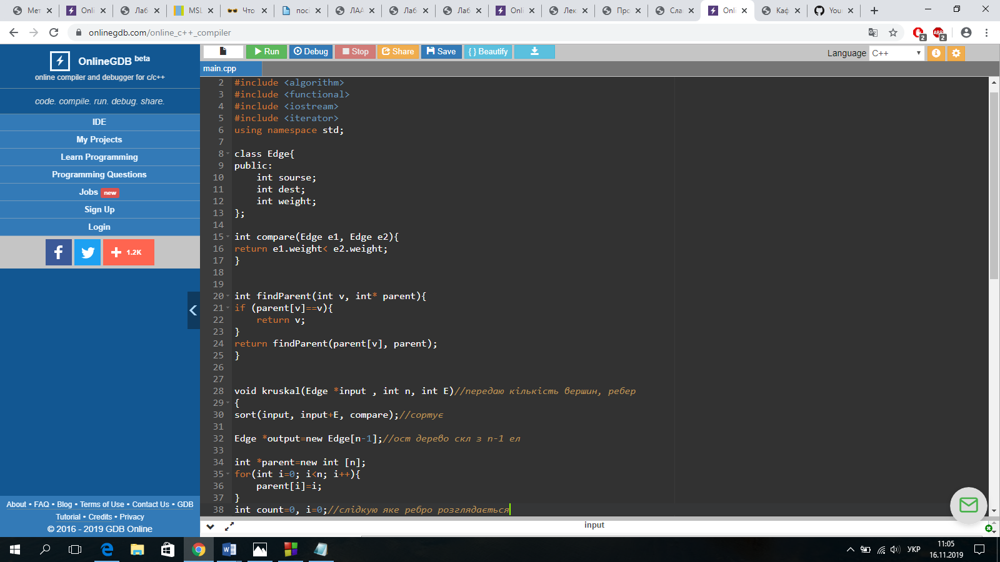 Мет
Onli
Лаб
MSL
Что
посі
ЛАА
Лаб
Лаб
Onli
Лек
Про
Сла
Onli
Каф
You
onlinegdb.com/online_c++_compiler
2
ABP
2
OnlineGDB beta
online compiler and debugger for c/c++
code. compile. run. debug. share.
IDE
My Projects
Learn Programming
Programming Questions
Jobs new
Sign Up
Login
1.2K
About • FAQ • Blog • Terms of Use • Contact Us • GDB
Tutorial • Credits • Privacy
© 2016 - 2019 GDB Online
Run
Debug
Stop
Share
Save
{ } Beautify
Language
C++
main.cpp
2 #include <algorithm>
3 #include <functional>
4 #include <iostream>
5 #include <iterator>
6 using namespace std;
7
8 class Edge{
9 public:
10 int sourse;
11 int dest;
12 int weight;
13 };
14
15 int compare(Edge e1, Edge e2){
16 return e1.weight< e2.weight;
17 }
18
19
20 int findParent(int v, int* parent){
21 if (parent[v]==v){
22 return v;
23 }
24 return findParent(parent[v], parent);
25 }
26
27
28 void kruskal(Edge *input , int n, int E)//передаю кількість вершин, ребер
29 {
30 sort(input, input+E, compare);//сортує
31
32 Edge *output=new Edge[n-1];//ост дерево скл з n-1 ел
33
34 int *parent=new int [n];
35 for(int i=0; i<n; i++){
36 parent[i]=i;
37 }
38 int count=0, i=0;//слідкую яке ребро розглядається
input
УКР
11:05
16.11.2019